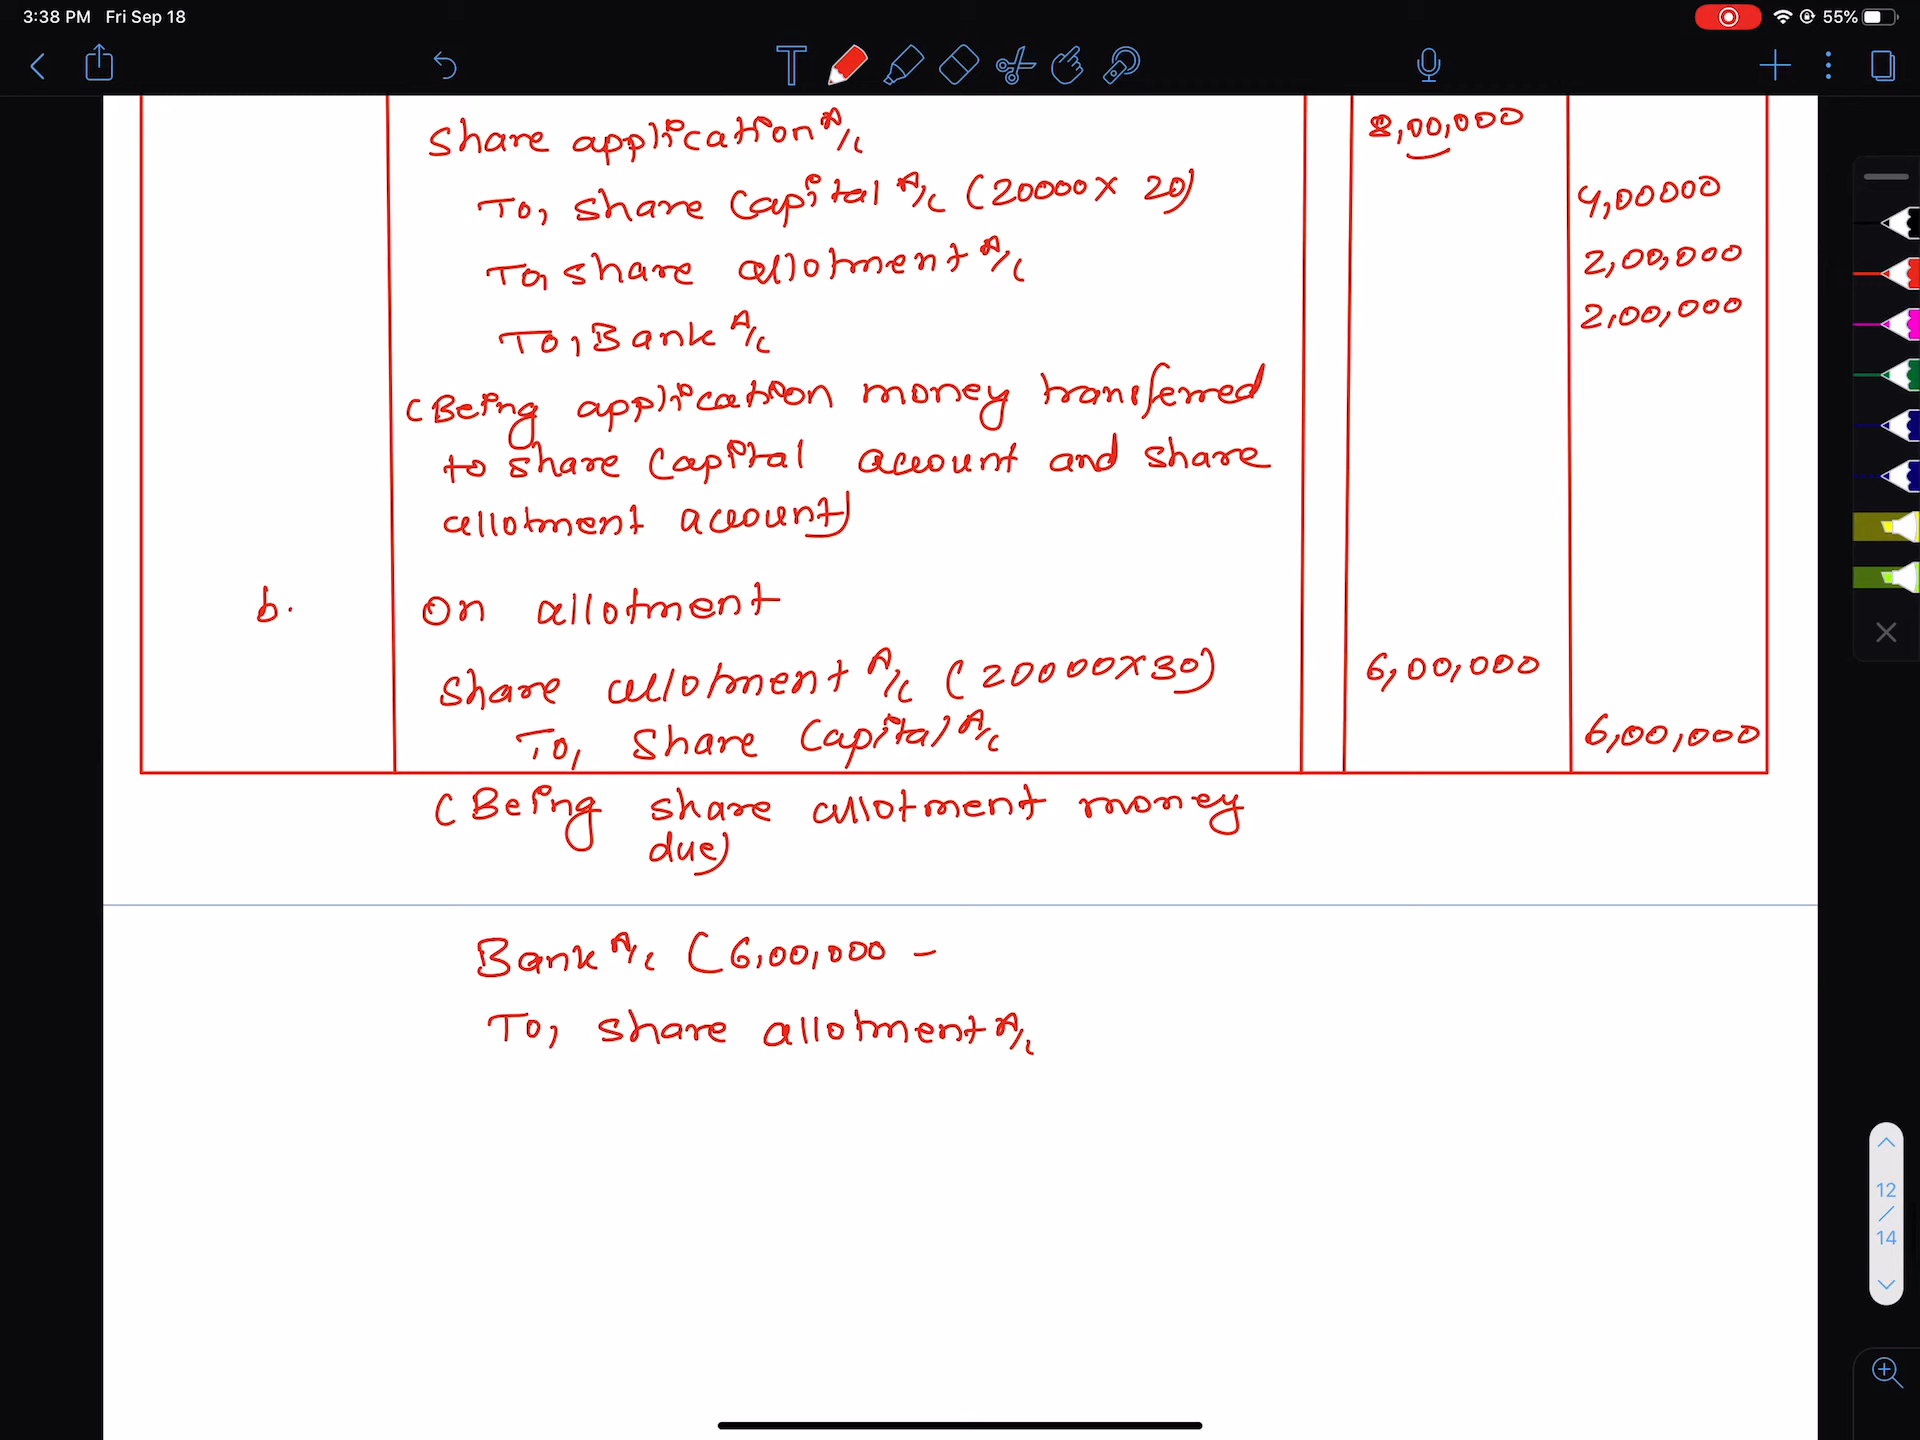 3:38 PM Fri Sep 18
55%
Share application A/c 8,00,000
To, Share Capital A/c (20000 X 20) 4,00000
To, Share allotment A/c 2,00,000
To, Bank A/c 2,00,000
(Being application money transferred
to share Capital account and share
allotment account)
b. On allotment
Share allotment A/c (20000X30) 6,00,000
To, Share Capital A/c 6,00,000
(Being share allotment money
due)
Bank A/c (6,00,000 -
To, share allotment A/c
12
/
14